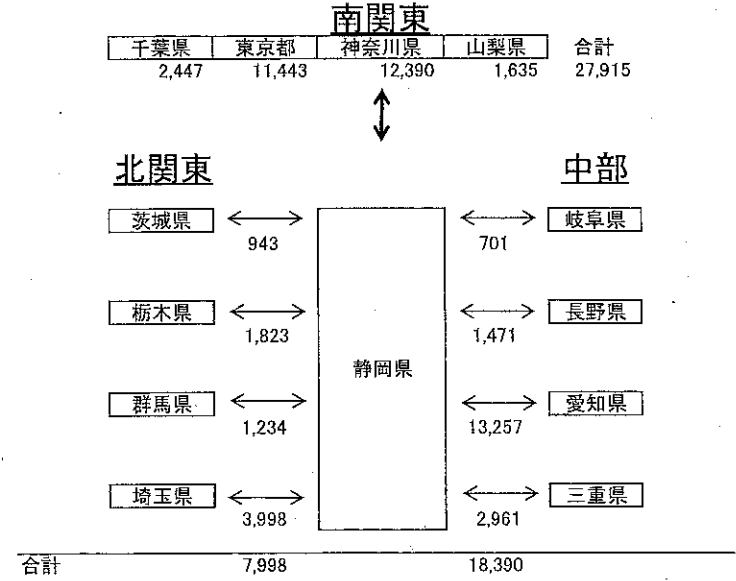 南関東
千葉県 東京都 神奈川県 山梨県 合計
2,447 11,443 12,390 1,635 27,915
北関東 中部
茨城県 岐阜県
943 701
栃木県 長野県
1,823 1,471
静岡県
群馬県 愛知県
1,234 13,257
埼玉県 三重県
3,998 2,961
合計 7,998 18,390